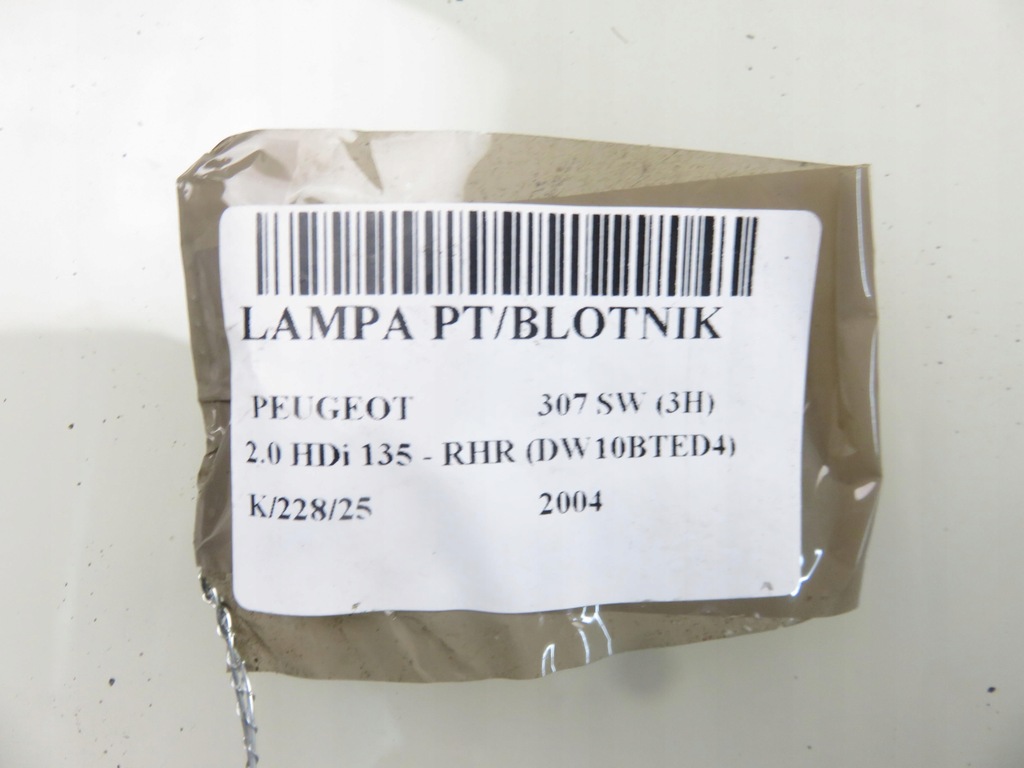 LAMPA PT/BLOTNIK
PEUGEOT 307 SW (3H)
2.0 HDi 135 - RHR (DW10BTED4)
K/228/25 2004